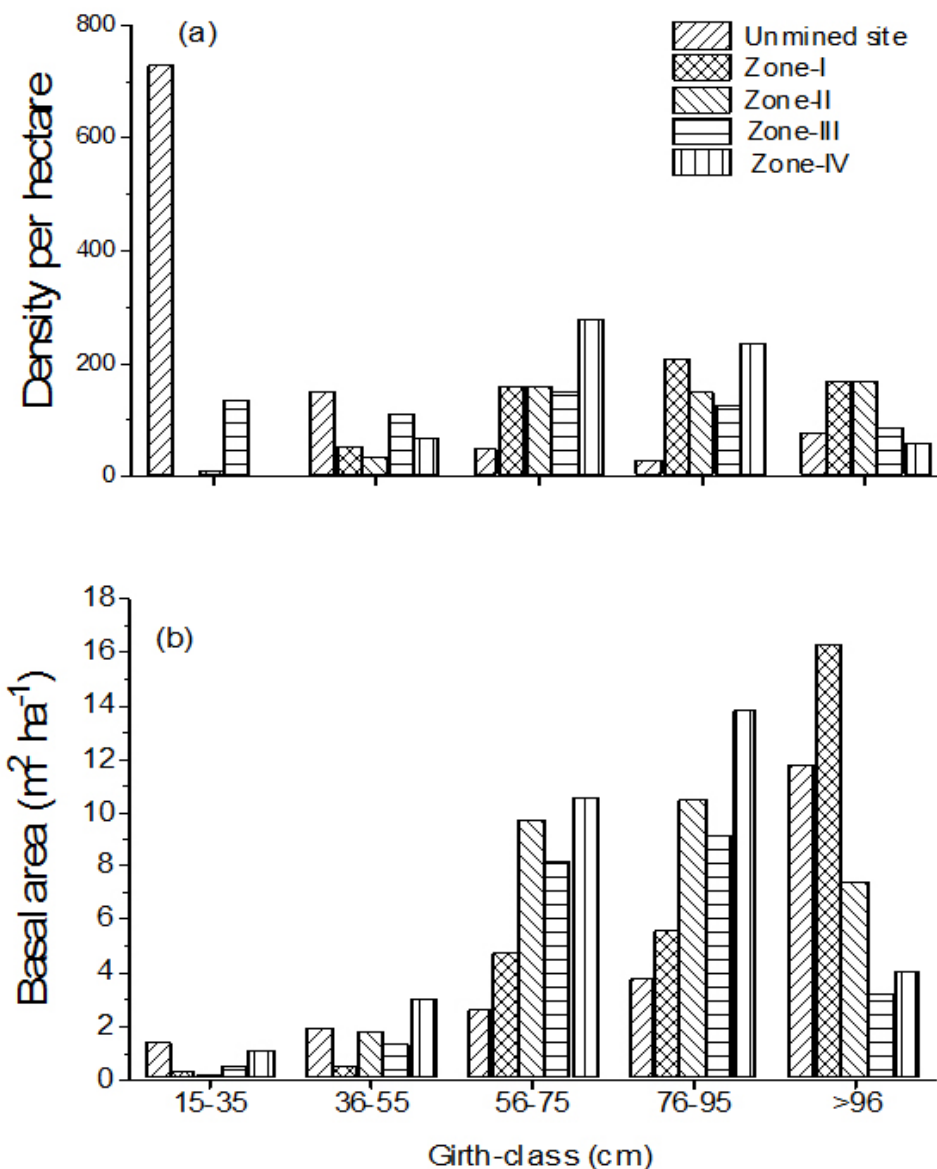 (a)
Unmined site
Zone-I
Zone-II
Zone-III
Zone-IV
800
600
400
200
0
Density per hectare
(b)
18
16
14
12
10
8
6
4
2
0
Basal area (m² ha⁻¹)
15-35 36-55 56-75 76-95 >96
Girth-class (cm)